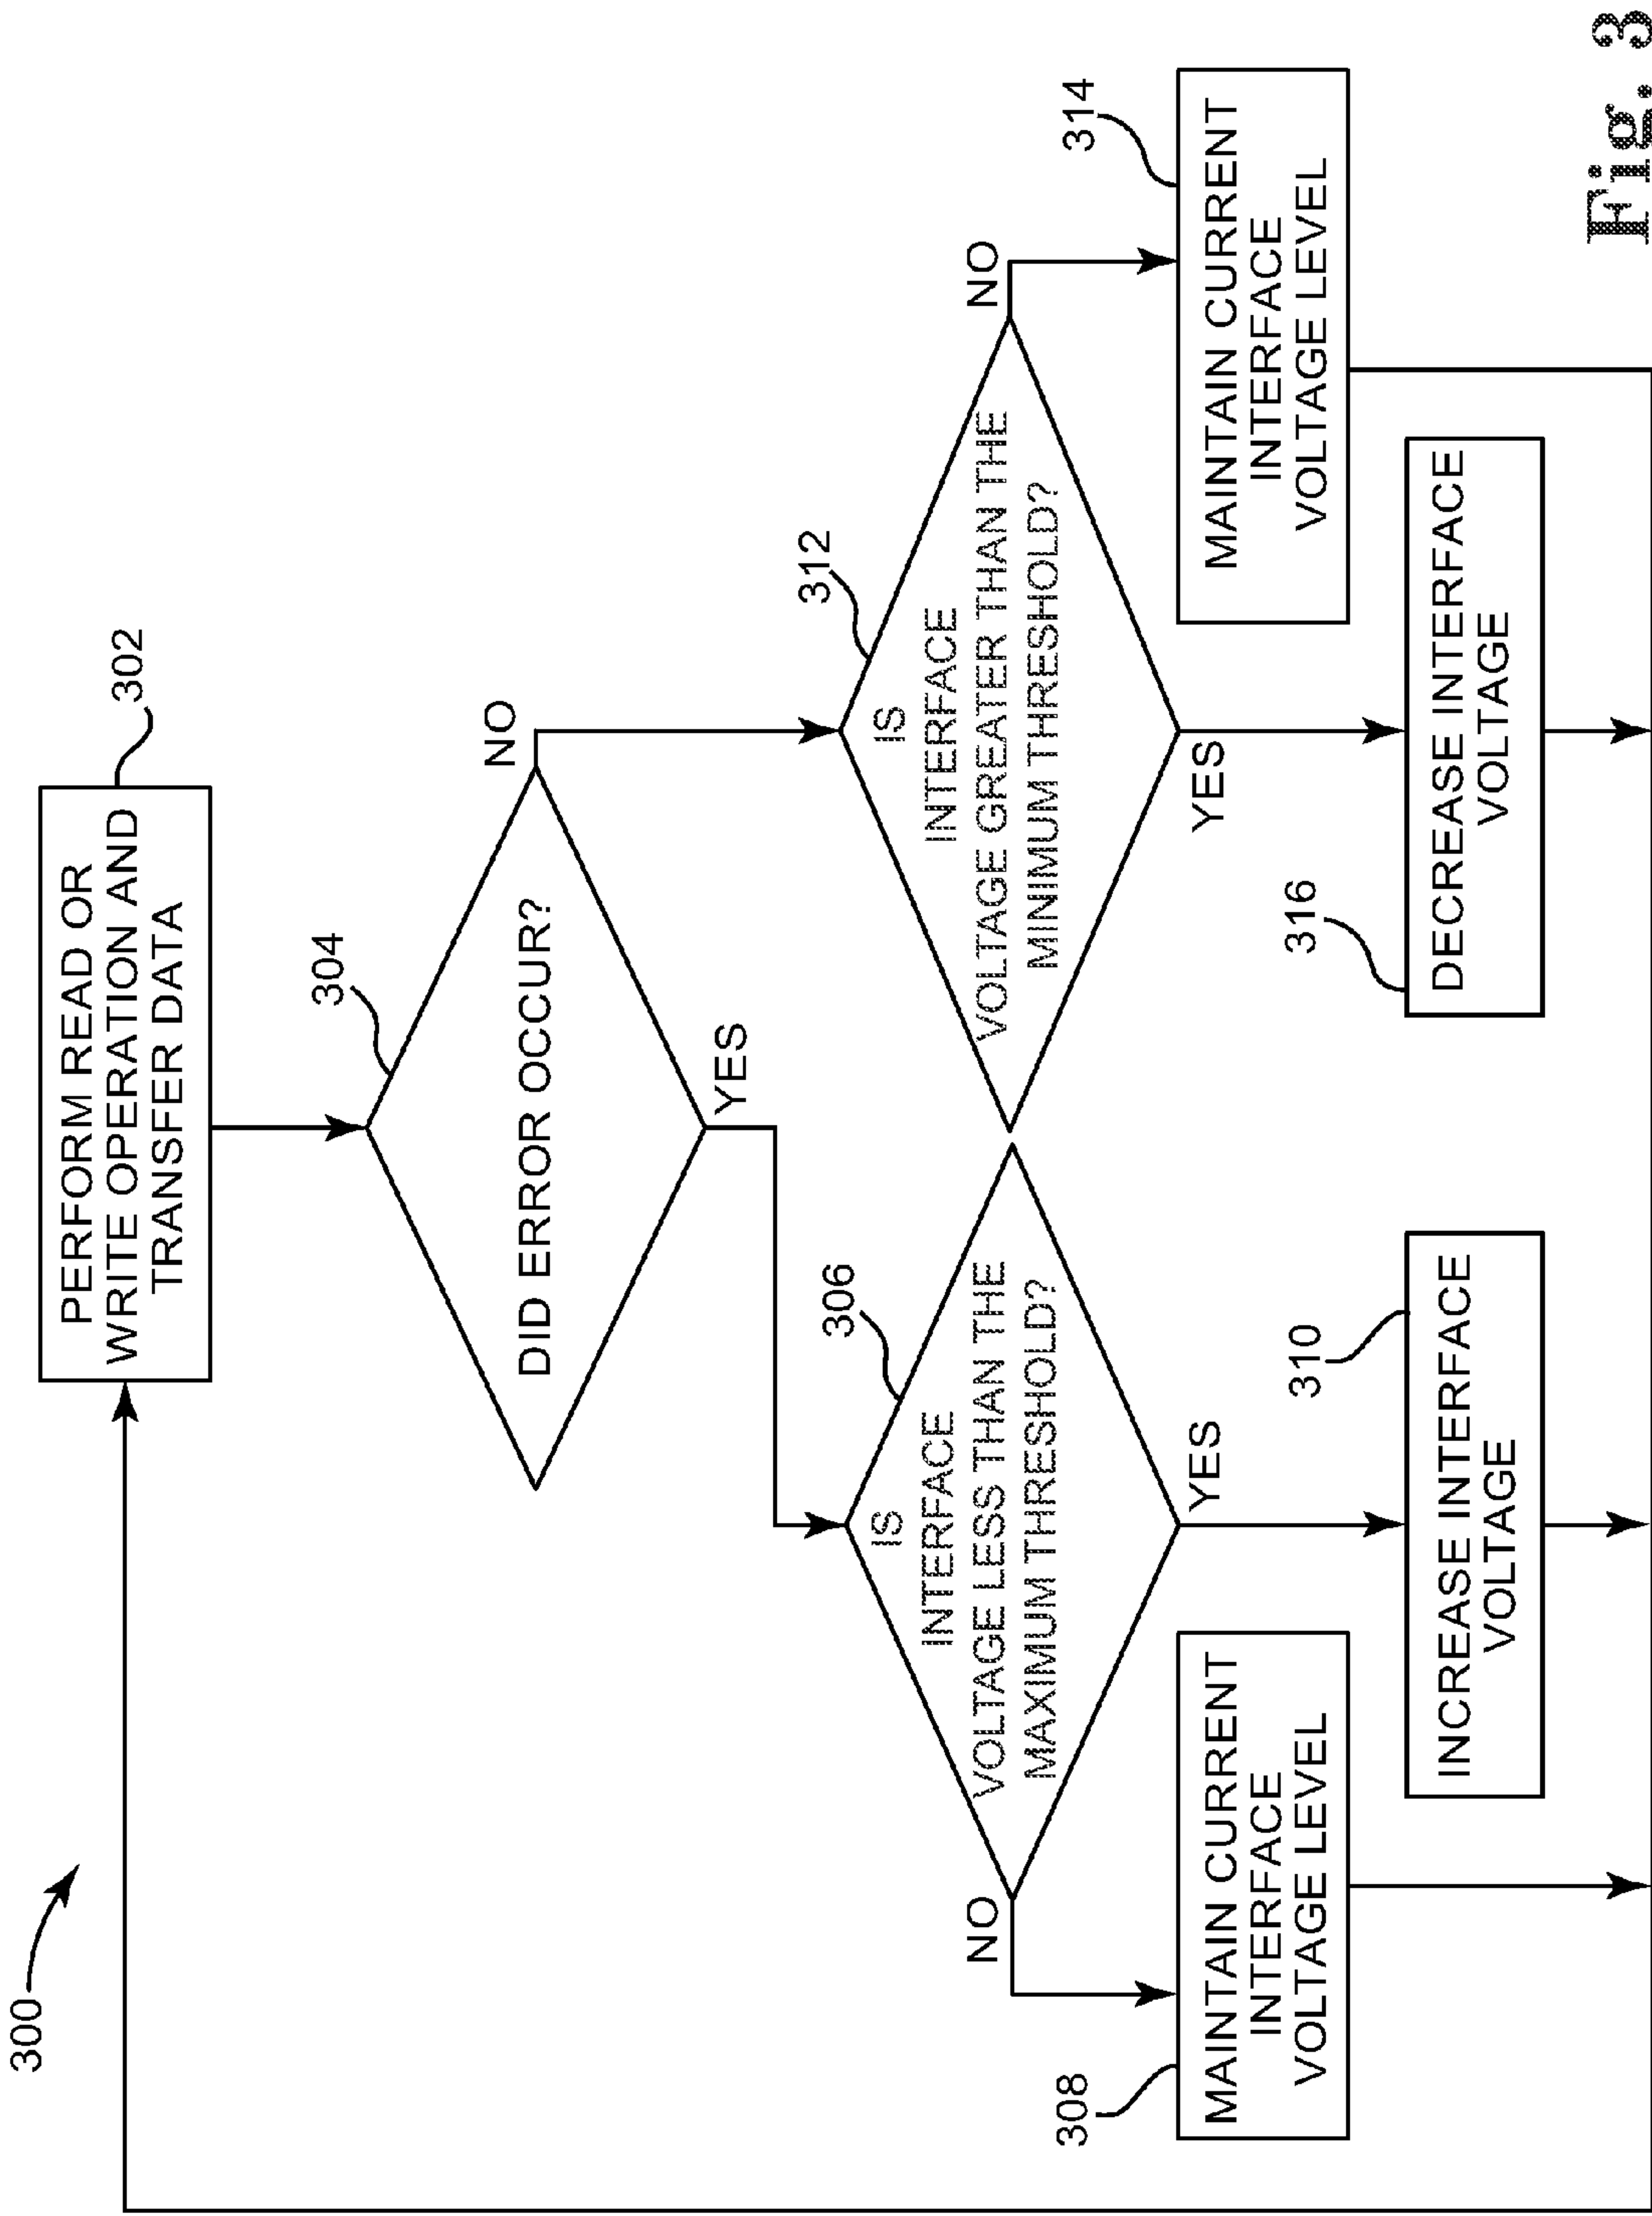 300
PERFORM READ OR
WRITE OPERATION AND
TRANSFER DATA
302
304
DID ERROR OCCUR?
NO
YES
306
IS
INTERFACE
VOLTAGE LESS THAN THE
MAXIMUM THRESHOLD?
NO
YES
308
MAINTAIN CURRENT
INTERFACE
VOLTAGE LEVEL
310
INCREASE INTERFACE
VOLTAGE
312
IS
INTERFACE
VOLTAGE GREATER THAN THE
MINIMUM THRESHOLD?
NO
YES
314
MAINTAIN CURRENT
INTERFACE
VOLTAGE LEVEL
316
DECREASE INTERFACE
VOLTAGE
Fig. 3